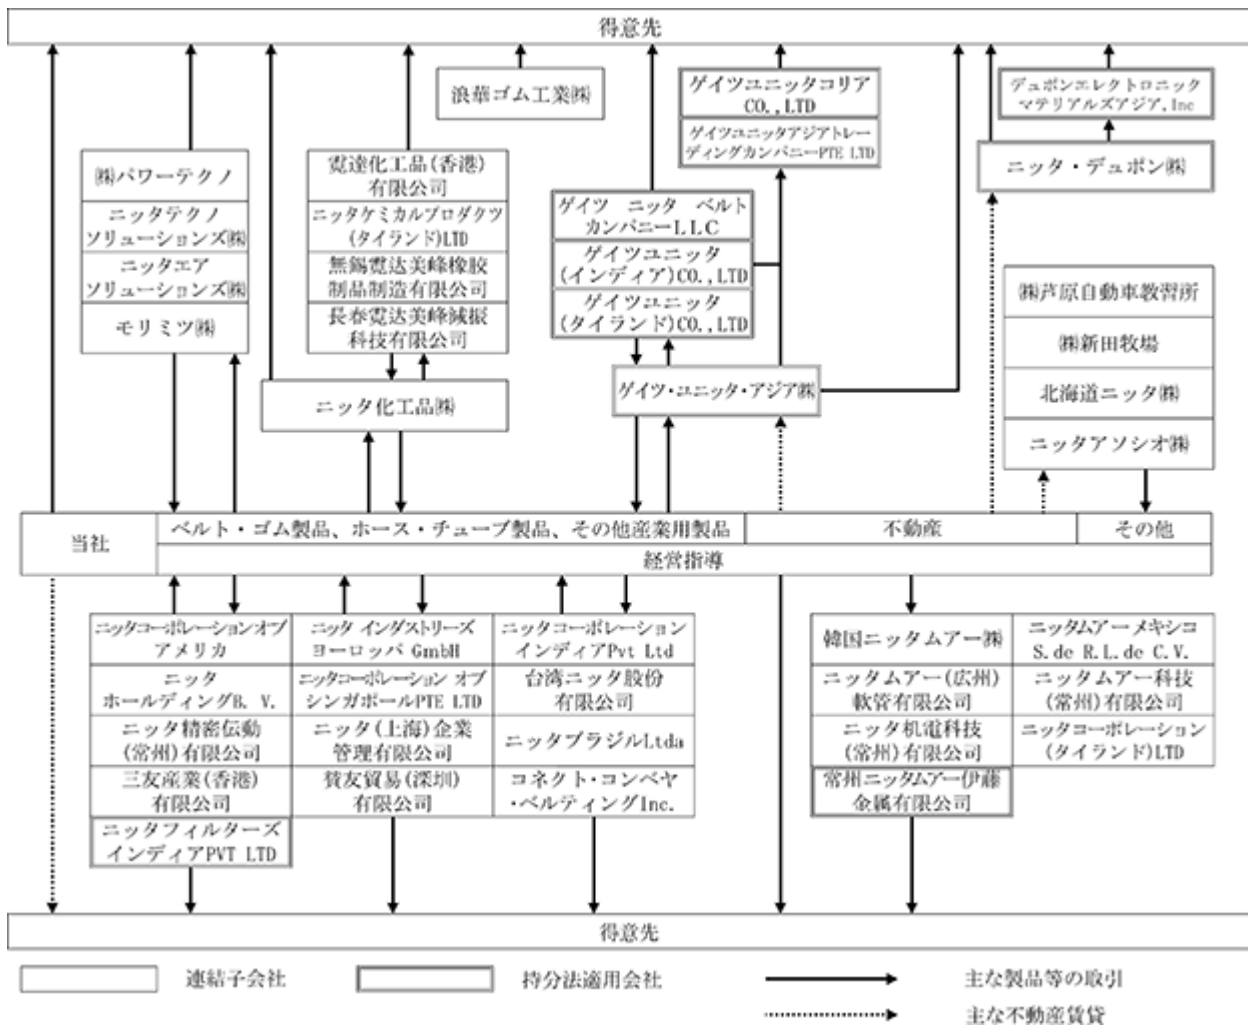 得意先
浪華ゴム工業㈱
ゲイツユニッタコリア
CO.,LTD
ゲイツユニッタアジアトレー
ディングカンパニーPTE LTD
デュポンエレクトロニック
マテリアルズアジア,Inc
ニッタ・デュポン㈱
㈱パワーテクノ
ニッタテクノ
ソリューションズ㈱
ニッタエア
ソリューションズ㈱
モリミツ㈱
霓達化工品(香港)
有限公司
ニッタケミカルプロダクツ
(タイランド)LTD
無錫霓达美峰橡胶
制品制造有限公司
長春霓达美峰減振
科技有限公司
ニッタ化工品㈱
ゲイツ ニッタ ベルト
カンパニーLLC
ゲイツユニッタ
(インディア)CO.,LTD
ゲイツユニッタ
(タイランド)CO.,LTD
ゲイツ・ユニッタ・アジア㈱
㈱芦原自動車教習所
㈱新田牧場
北海道ニッタ㈱
ニッタアソシオ㈱
当社
ベルト・ゴム製品、ホース・チューブ製品、その他産業用製品
不動産
その他
経営指導
ニッタコーポレーションオブ
アメリカ
ニッタ
ホールディングB. V.
ニッタ精密伝動
(常州)有限公司
三友産業(香港)
有限公司
ニッタフィルターズ
インディアPVT LTD
ニッタ インダストリーズ
ヨーロッパ GmbH
ニッタコーポレーション オブ
シンガポールPTE LTD
ニッタ(上海)企業
管理有限公司
賛友貿易(深圳)
有限公司
ニッタコーポレーション
インディアPvt Ltd
台湾ニッタ股份
有限公司
ニッタブラジルLtda
コネクト・コンベヤ
・ベルティングInc.
韓国ニッタムアー㈱
ニッタムアー(広州)
軟管有限公司
ニッタ机電科技
(常州)有限公司
常州ニッタムアー伊藤
金属有限公司
ニッタムアーメキシコ
S. de R. L. de C. V.
ニッタムアー科技
(常州)有限公司
ニッタコーポレーション
(タイランド)LTD
得意先
連結子会社
持分法適用会社
主な製品等の取引
主な不動産賃貸